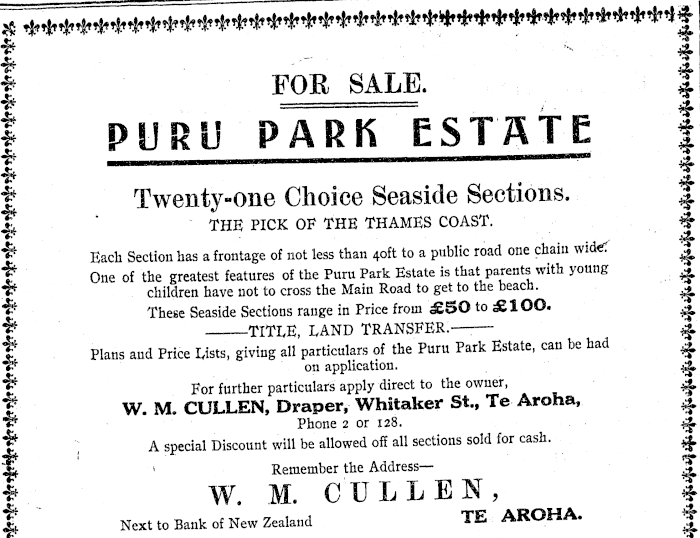 FOR SALE.
PURU PARK ESTATE
Twenty-one Choice Seaside Sections.
THE PICK OF THE THAMES COAST.
Each Section has a frontage of not less than 40ft to a public road one chain wide.
One of the greatest features of the Puru Park Estate is that parents with young
children have not to cross the Main Road to get to the beach.
These Seaside Sections range in Price from £50 to £100.
——TITLE, LAND TRANSFER.——
Plans and Price Lists, giving all particulars of the Puru Park Estate, can be had
on application.
For further particulars apply direct to the owner,
W. M. CULLEN, Draper, Whitaker St., Te Aroha,
Phone 2 or 128.
A special Discount will be allowed off all sections sold for cash.
Remember the Address—
W. M. CULLEN,
Next to Bank of New Zealand TE AROHA.